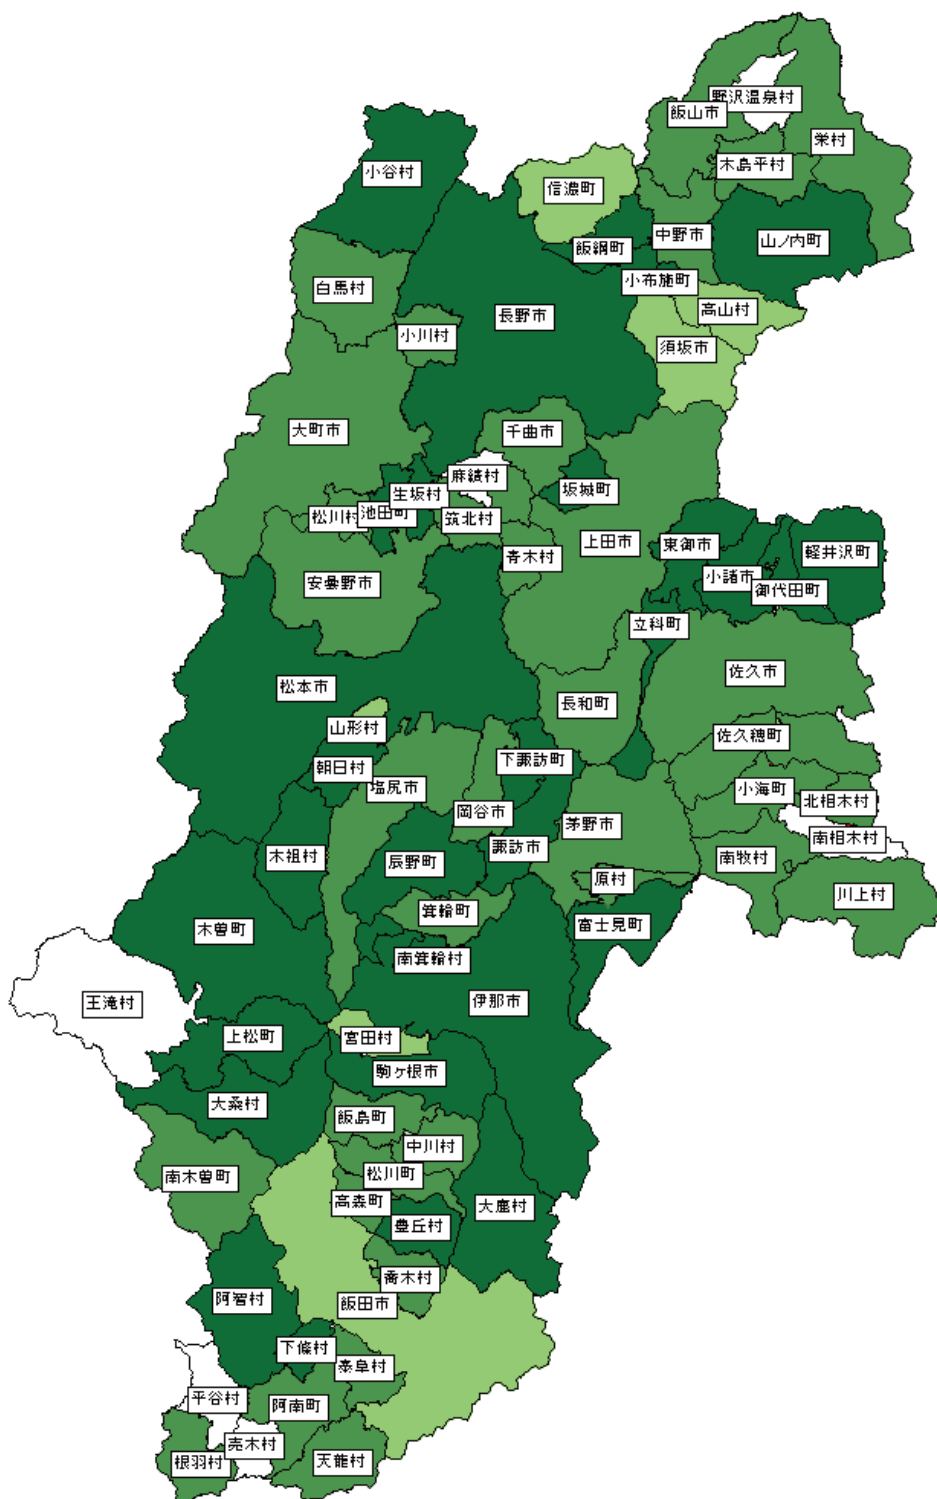 野沢温泉村
飯山市
栄村
木島平村
小谷村
信濃町
中野市
山ノ内町
飯綱町
小布施町
白馬村
高山村
長野市
小川村
須坂市
大町市
千曲市
麻績村
坂城町
生坂村
松川村
池田町
筑北村
上田市
青木村
東御市
軽井沢町
安曇野市
小諸市
御代田町
立科町
佐久市
松本市
長和町
山形村
佐久穂町
朝日村
下諏訪町
塩尻市
小海町
北相木村
岡谷市
茅野市
南相木村
木祖村
辰野町
諏訪市
南牧村
原村
川上村
箕輪町
木曽町
富士見町
南箕輪村
王滝村
伊那市
上松町
宮田村
駒ヶ根市
大桑村
飯島町
中川村
南木曽町
松川町
高森町
大鹿村
豊丘村
喬木村
阿智村
飯田市
下條村
泰阜村
平谷村
阿南町
売木村
根羽村
天龍村